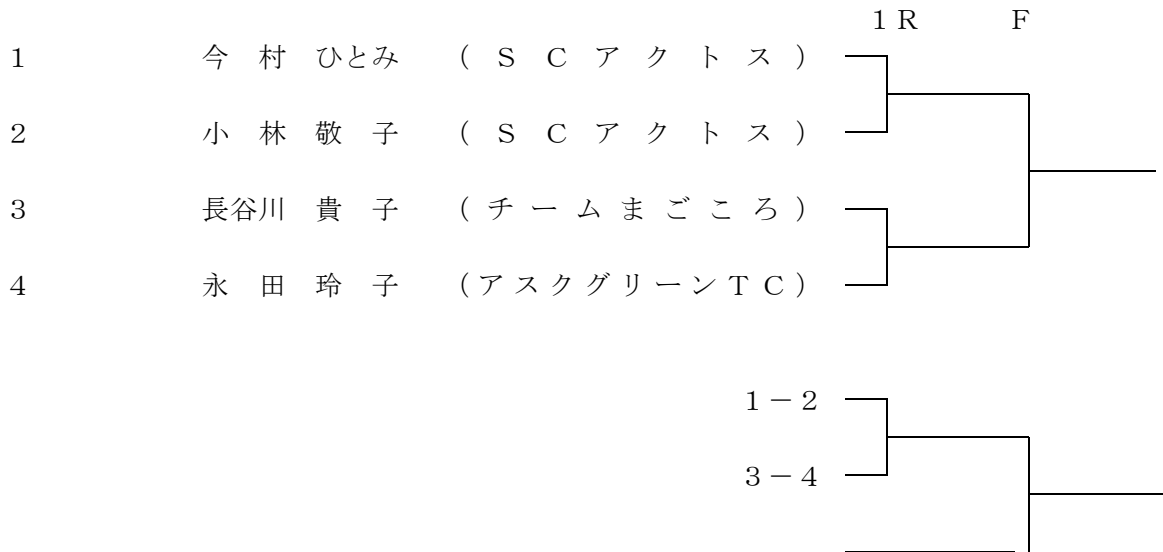 １Ｒ Ｆ
1 今 村 ひとみ （ Ｓ Ｃ ア ク ト ス ）
2 小 林 敬 子 （ Ｓ Ｃ ア ク ト ス ）
3 長谷川 貴 子 （ チ ー ム ま ご こ ろ ）
4 永 田 玲 子 （ア ス ク グ リ ー ン Ｔ Ｃ）
１－２
３－４